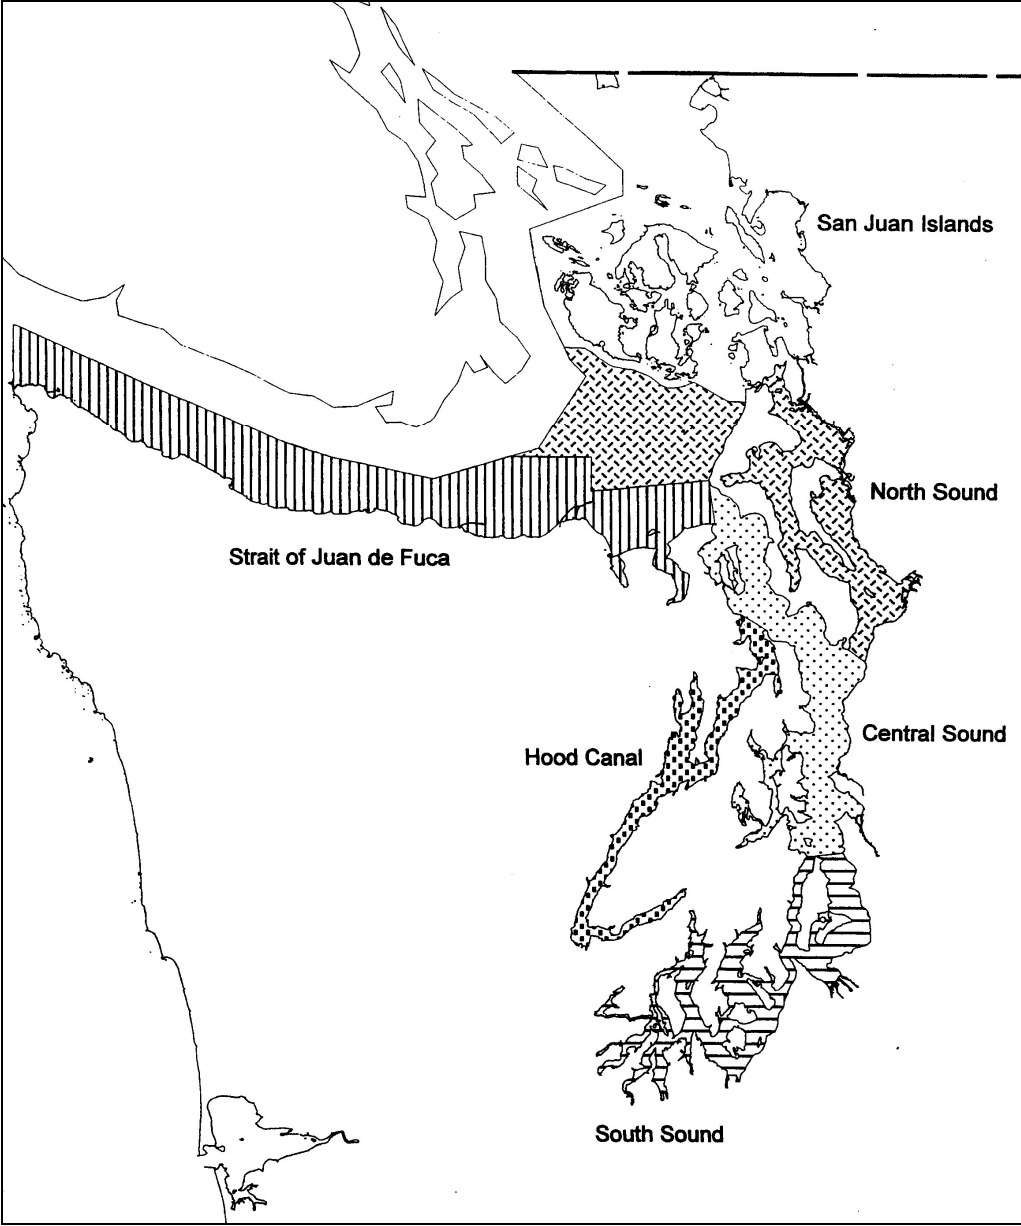 San Juan Islands
North Sound
Strait of Juan de Fuca
Central Sound
Hood Canal
South Sound